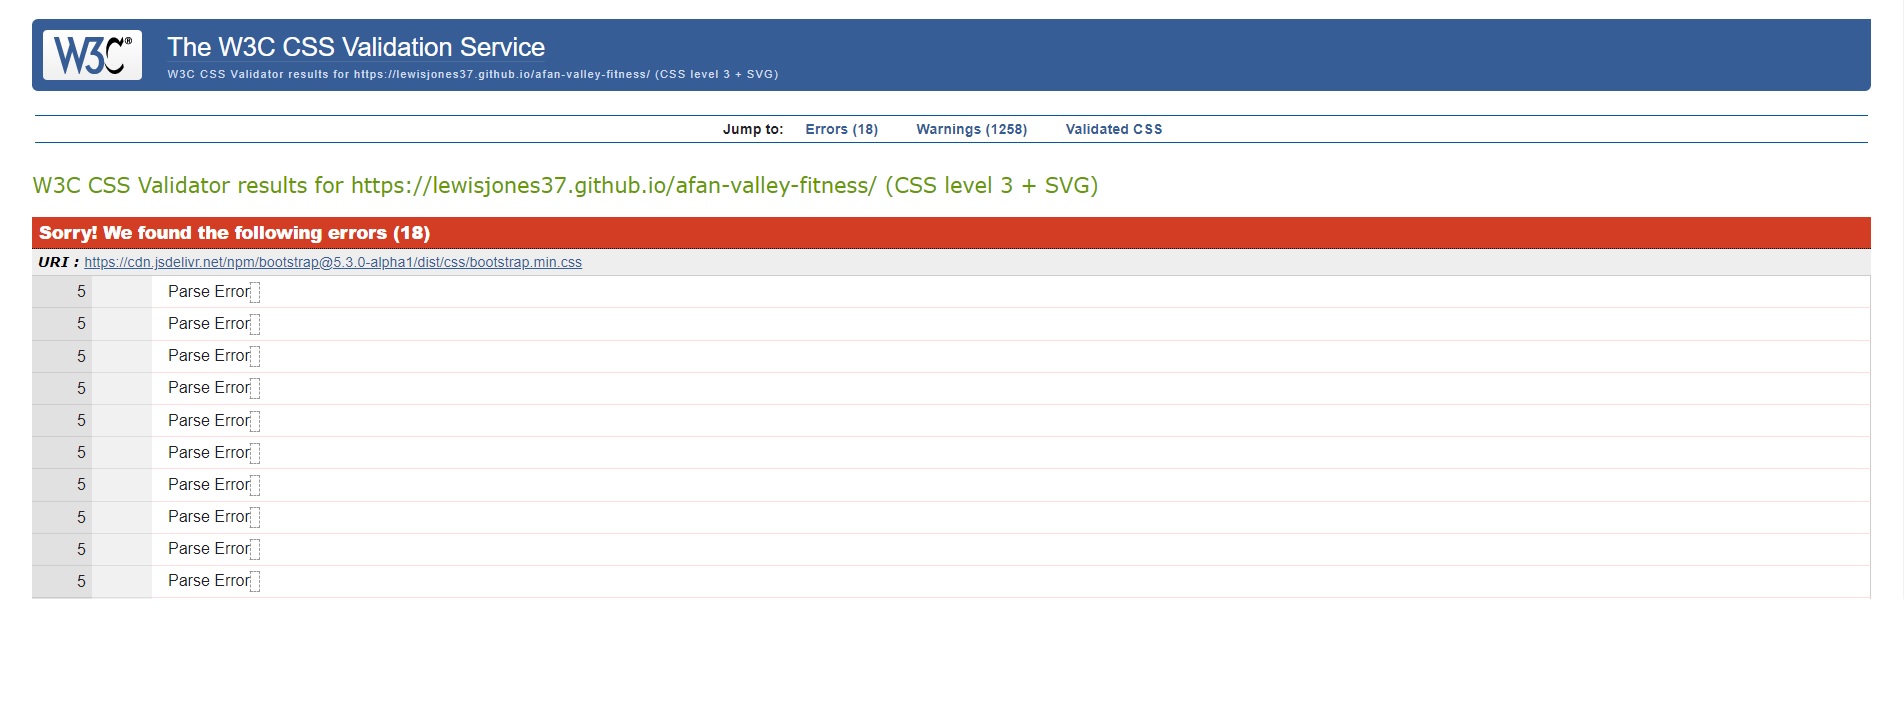 W3C®
The W3C CSS Validation Service
W3C CSS Validator results for https://lewisjones37.github.io/afan-valley-fitness/ (CSS level 3 + SVG)
Jump to: Errors (18) Warnings (1258) Validated CSS
W3C CSS Validator results for https://lewisjones37.github.io/afan-valley-fitness/ (CSS level 3 + SVG)
Sorry! We found the following errors (18)
URI : https://cdn.jsdelivr.net/npm/bootstrap@5.3.0-alpha1/dist/css/bootstrap.min.css
5 Parse Error
5 Parse Error
5 Parse Error
5 Parse Error
5 Parse Error
5 Parse Error
5 Parse Error
5 Parse Error
5 Parse Error
5 Parse Error